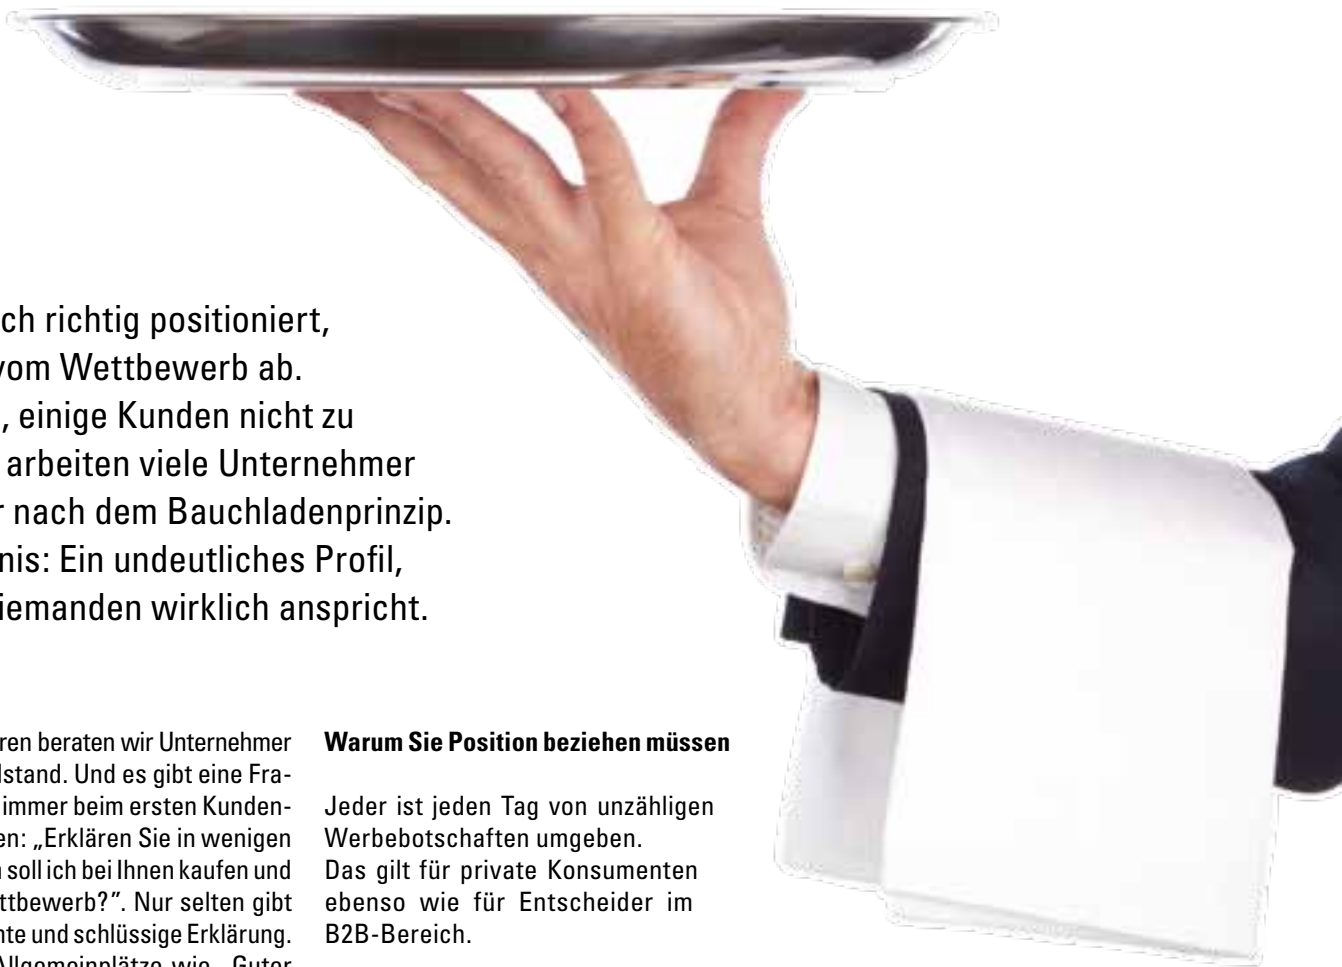 ch richtig positioniert,
vom Wettbewerb ab.
, einige Kunden nicht zu
arbeiten viele Unternehmer
r nach dem Bauchladenprinzip.
nis: Ein undeutliches Profil,
iemanden wirklich anspricht.
ren beraten wir Unternehmer
lstand. Und es gibt eine Fra-
immer beim ersten Kunden-
en: „Erklären Sie in wenigen
soll ich bei Ihnen kaufen und
ttbewerb?”. Nur selten gibt
nte und schlüssige Erklärung.
Allgemeinplätze wie „Guter
Warum Sie Position beziehen müssen
Jeder ist jeden Tag von unzähligen
Werbebotschaften umgeben.
Das gilt für private Konsumenten
ebenso wie für Entscheider im
B2B-Bereich.